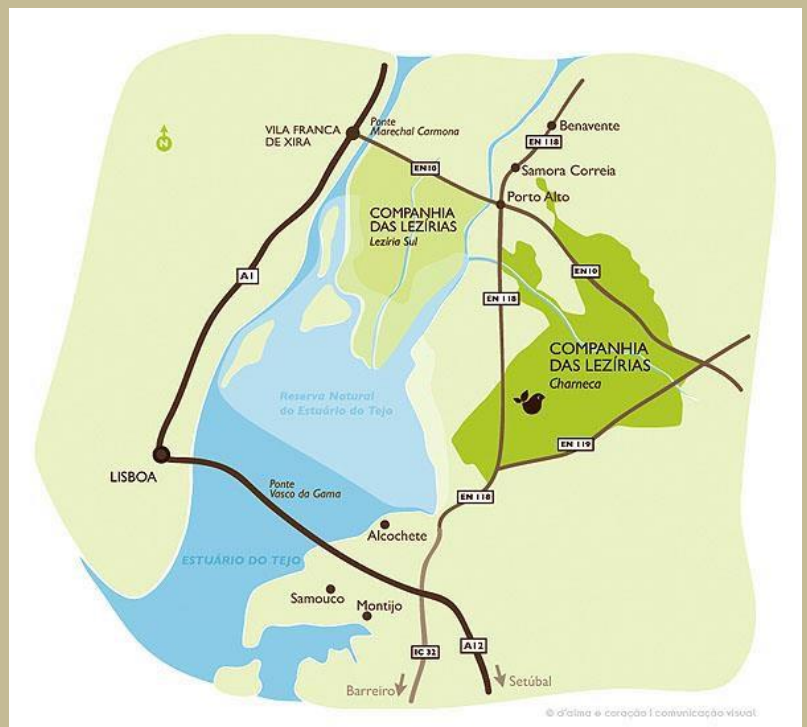 Ponte
Marechal Carmona
VILA FRANCA
DE XIRA
Benavente
EN 118
N
EN10
Samora Correia
Porto Alto
COMPANHIA
DAS LEZÍRIAS
Lezíria Sul
A1
EN10
EN 118
COMPANHIA
DAS LEZÍRIAS
Charneca
Reserva Natural
do Estuário do Tejo
EN 119
LISBOA
Ponte
Vasco da Gama
EN 118
Alcochete
ESTUÁRIO DO TEJO
Samouco
Montijo
IC 32
A12
Barreiro
Setúbal
© d'alma e coração | comunicação visual